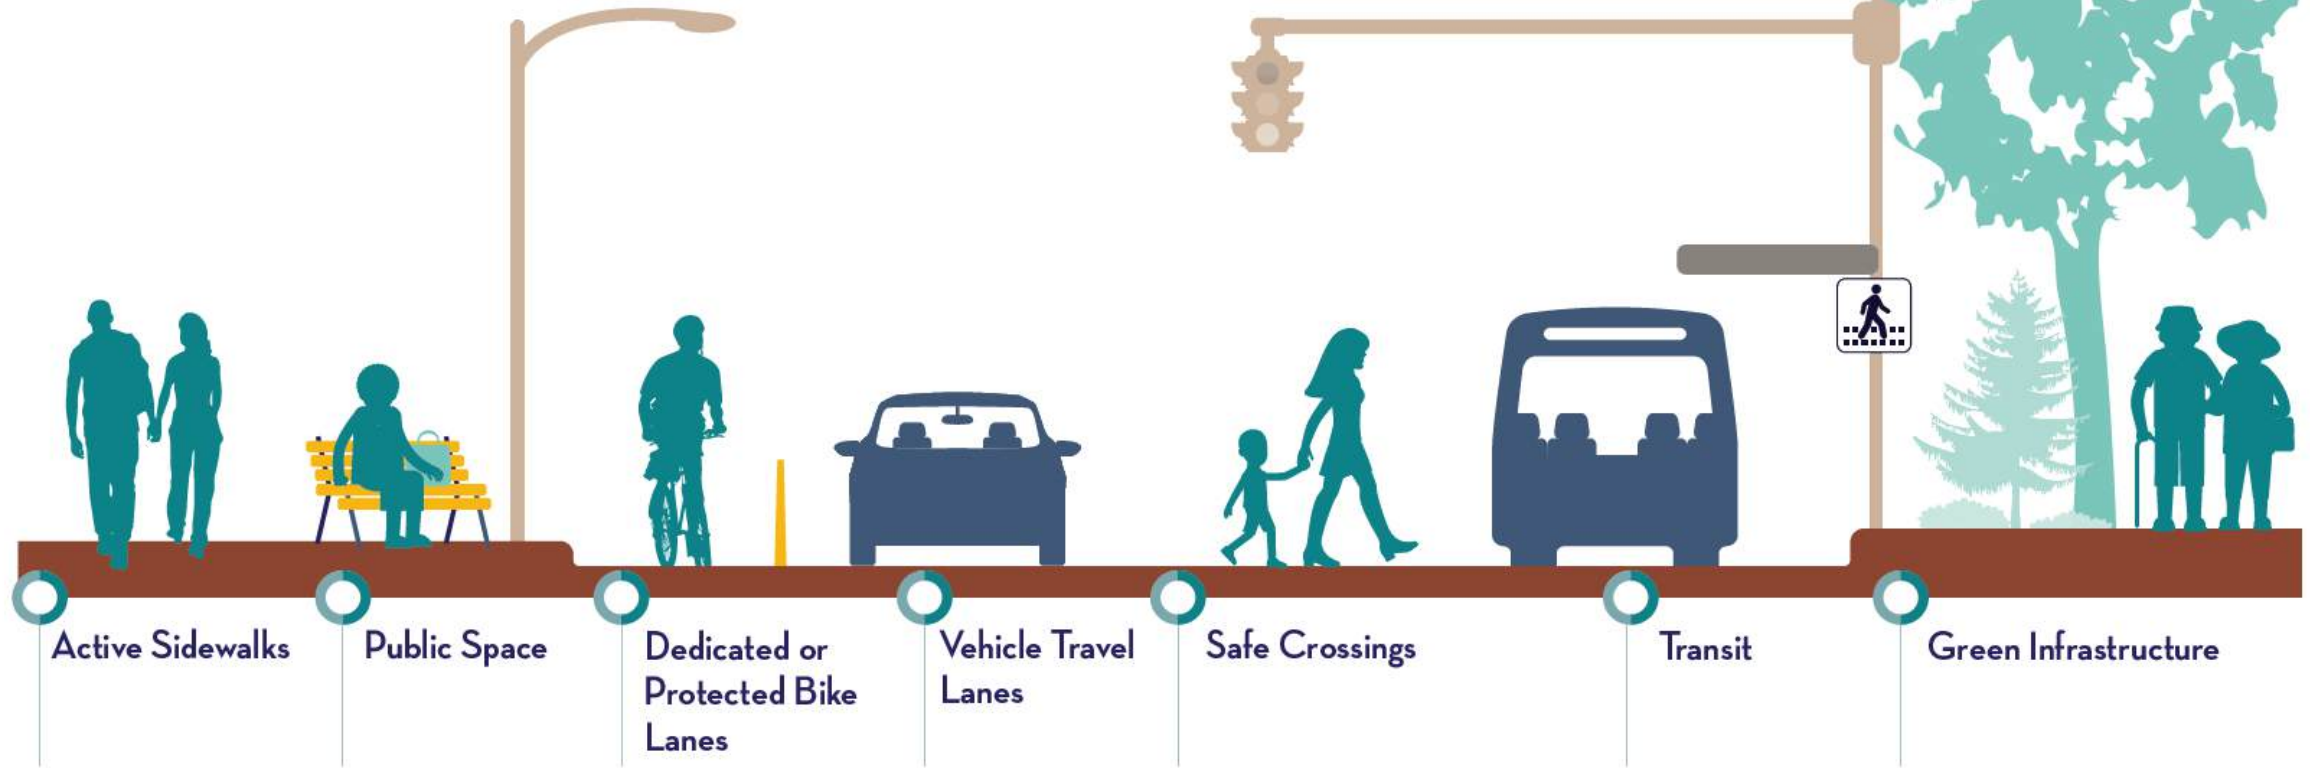 Active Sidewalks
Public Space
Dedicated or
Protected Bike
Lanes
Vehicle Travel
Lanes
Safe Crossings
Transit
Green Infrastructure